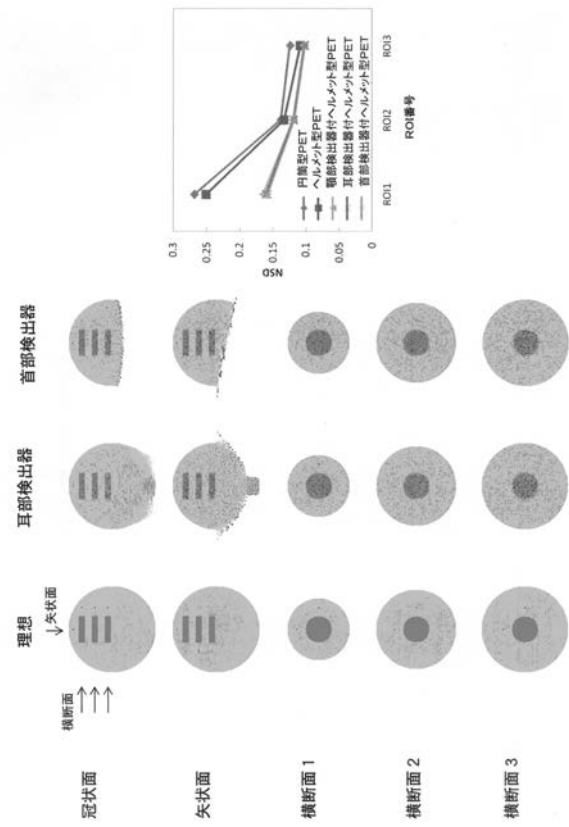 理想
耳部検出器
首部検出器
横断面
矢状面
冠状面
矢状面
横断面 1
横断面 2
横断面 3
NSD
0.3
0.25
0.2
0.15
0.1
0.05
0
円筒型PET
ヘルメット型PET
顎部検出器付ヘルメット型PET
耳部検出器付ヘルメット型PET
首部検出器付ヘルメット型PET
ROI1
ROI2
ROI3
ROI番号